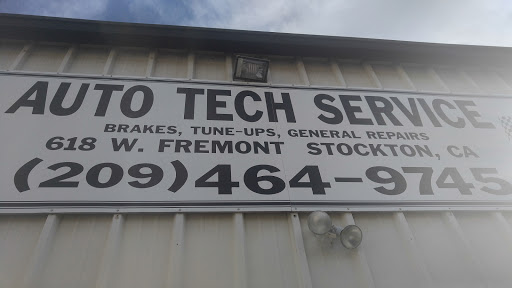 AUTO TECH SERVICE
BRAKES, TUNE-UPS, GENERAL REPAIRS
618 W. FREMONT STOCKTON, CA
(209) 464-9745